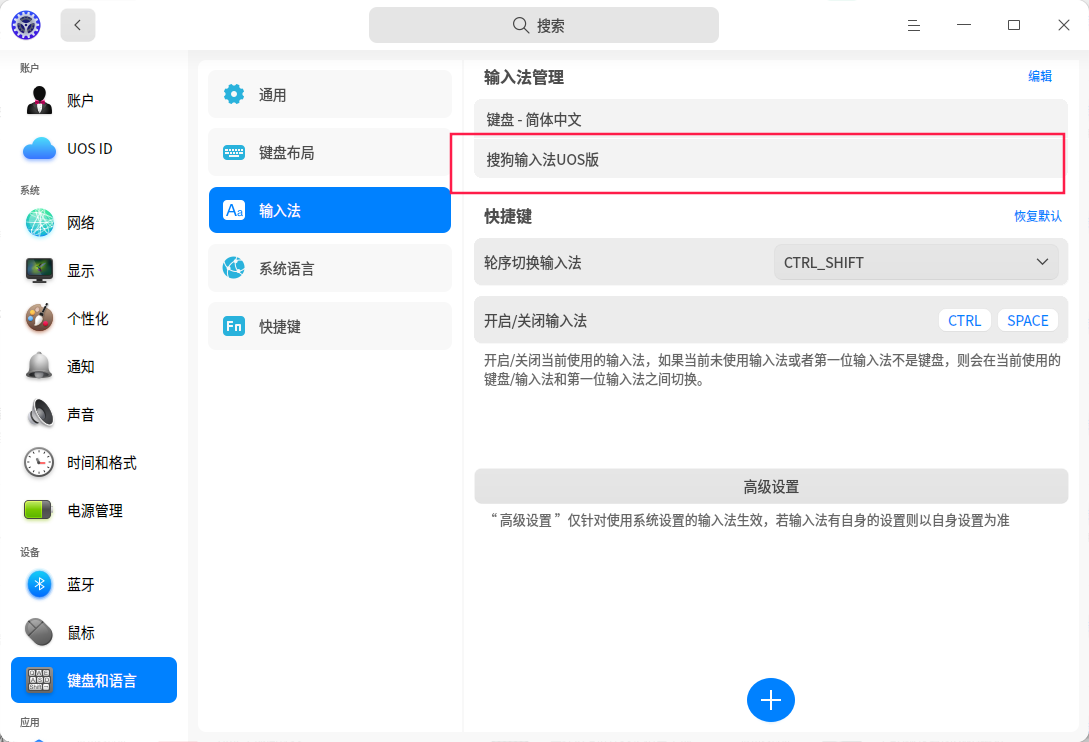 搜索
账户
账户
UOS ID
系统
网络
显示
个性化
通知
声音
时间和格式
电源管理
设备
蓝牙
鼠标
键盘和语言
应用
通用
键盘布局
输入法
系统语言
快捷键
输入法管理
编辑
键盘 - 简体中文
搜狗输入法UOS版
快捷键
恢复默认
轮序切换输入法
CTRL_SHIFT
开启/关闭输入法
CTRL
SPACE
开启/关闭当前使用的输入法，如果当前未使用输入法或者第一位输入法不是键盘，则会在当前使用的
键盘/输入法和第一位输入法之间切换。
高级设置
“ 高级设置 ” 仅针对使用系统设置的输入法生效，若输入法有自身的设置则以自身设置为准